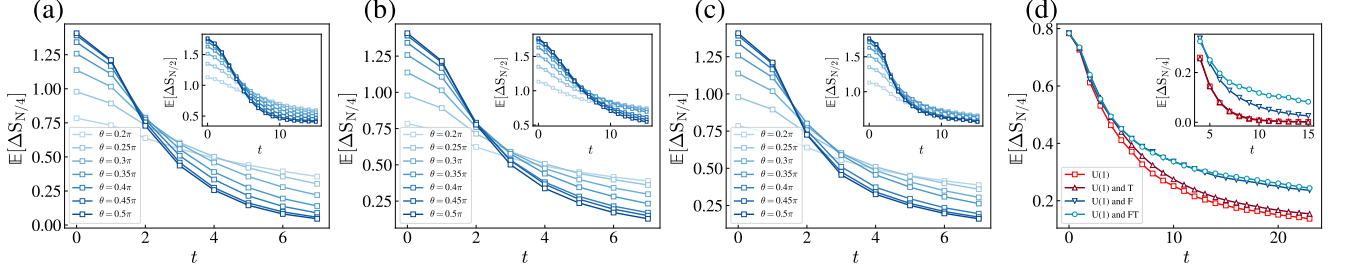 (a)
𝔼[ΔS_{N/4}]
1.25
1.00
0.75
0.50
0.25
0.00
0
2
4
6
t
θ = 0.2π
θ = 0.25π
θ = 0.3π
θ = 0.35π
θ = 0.4π
θ = 0.45π
θ = 0.5π
𝔼[ΔS_{N/2}]
1.5
1.0
0.5
0
10
t
(b)
𝔼[ΔS_{N/4}]
1.25
1.00
0.75
0.50
0.25
0
2
4
6
t
θ = 0.2π
θ = 0.25π
θ = 0.3π
θ = 0.35π
θ = 0.4π
θ = 0.45π
θ = 0.5π
𝔼[ΔS_{N/2}]
1.5
1.0
0.5
0
10
t
(c)
𝔼[ΔS_{N/4}]
1.25
1.00
0.75
0.50
0.25
0
2
4
6
t
θ = 0.2π
θ = 0.25π
θ = 0.3π
θ = 0.35π
θ = 0.4π
θ = 0.45π
θ = 0.5π
𝔼[ΔS_{N/2}]
1.5
1.0
0
10
t
(d)
𝔼[ΔS_{N/4}]
0.8
0.6
0.4
0.2
0
10
20
t
U(1)
U(1) and T
U(1) and F
U(1) and FT
𝔼[ΔS_{N/4}]
0.2
0.0
5
10
15
t